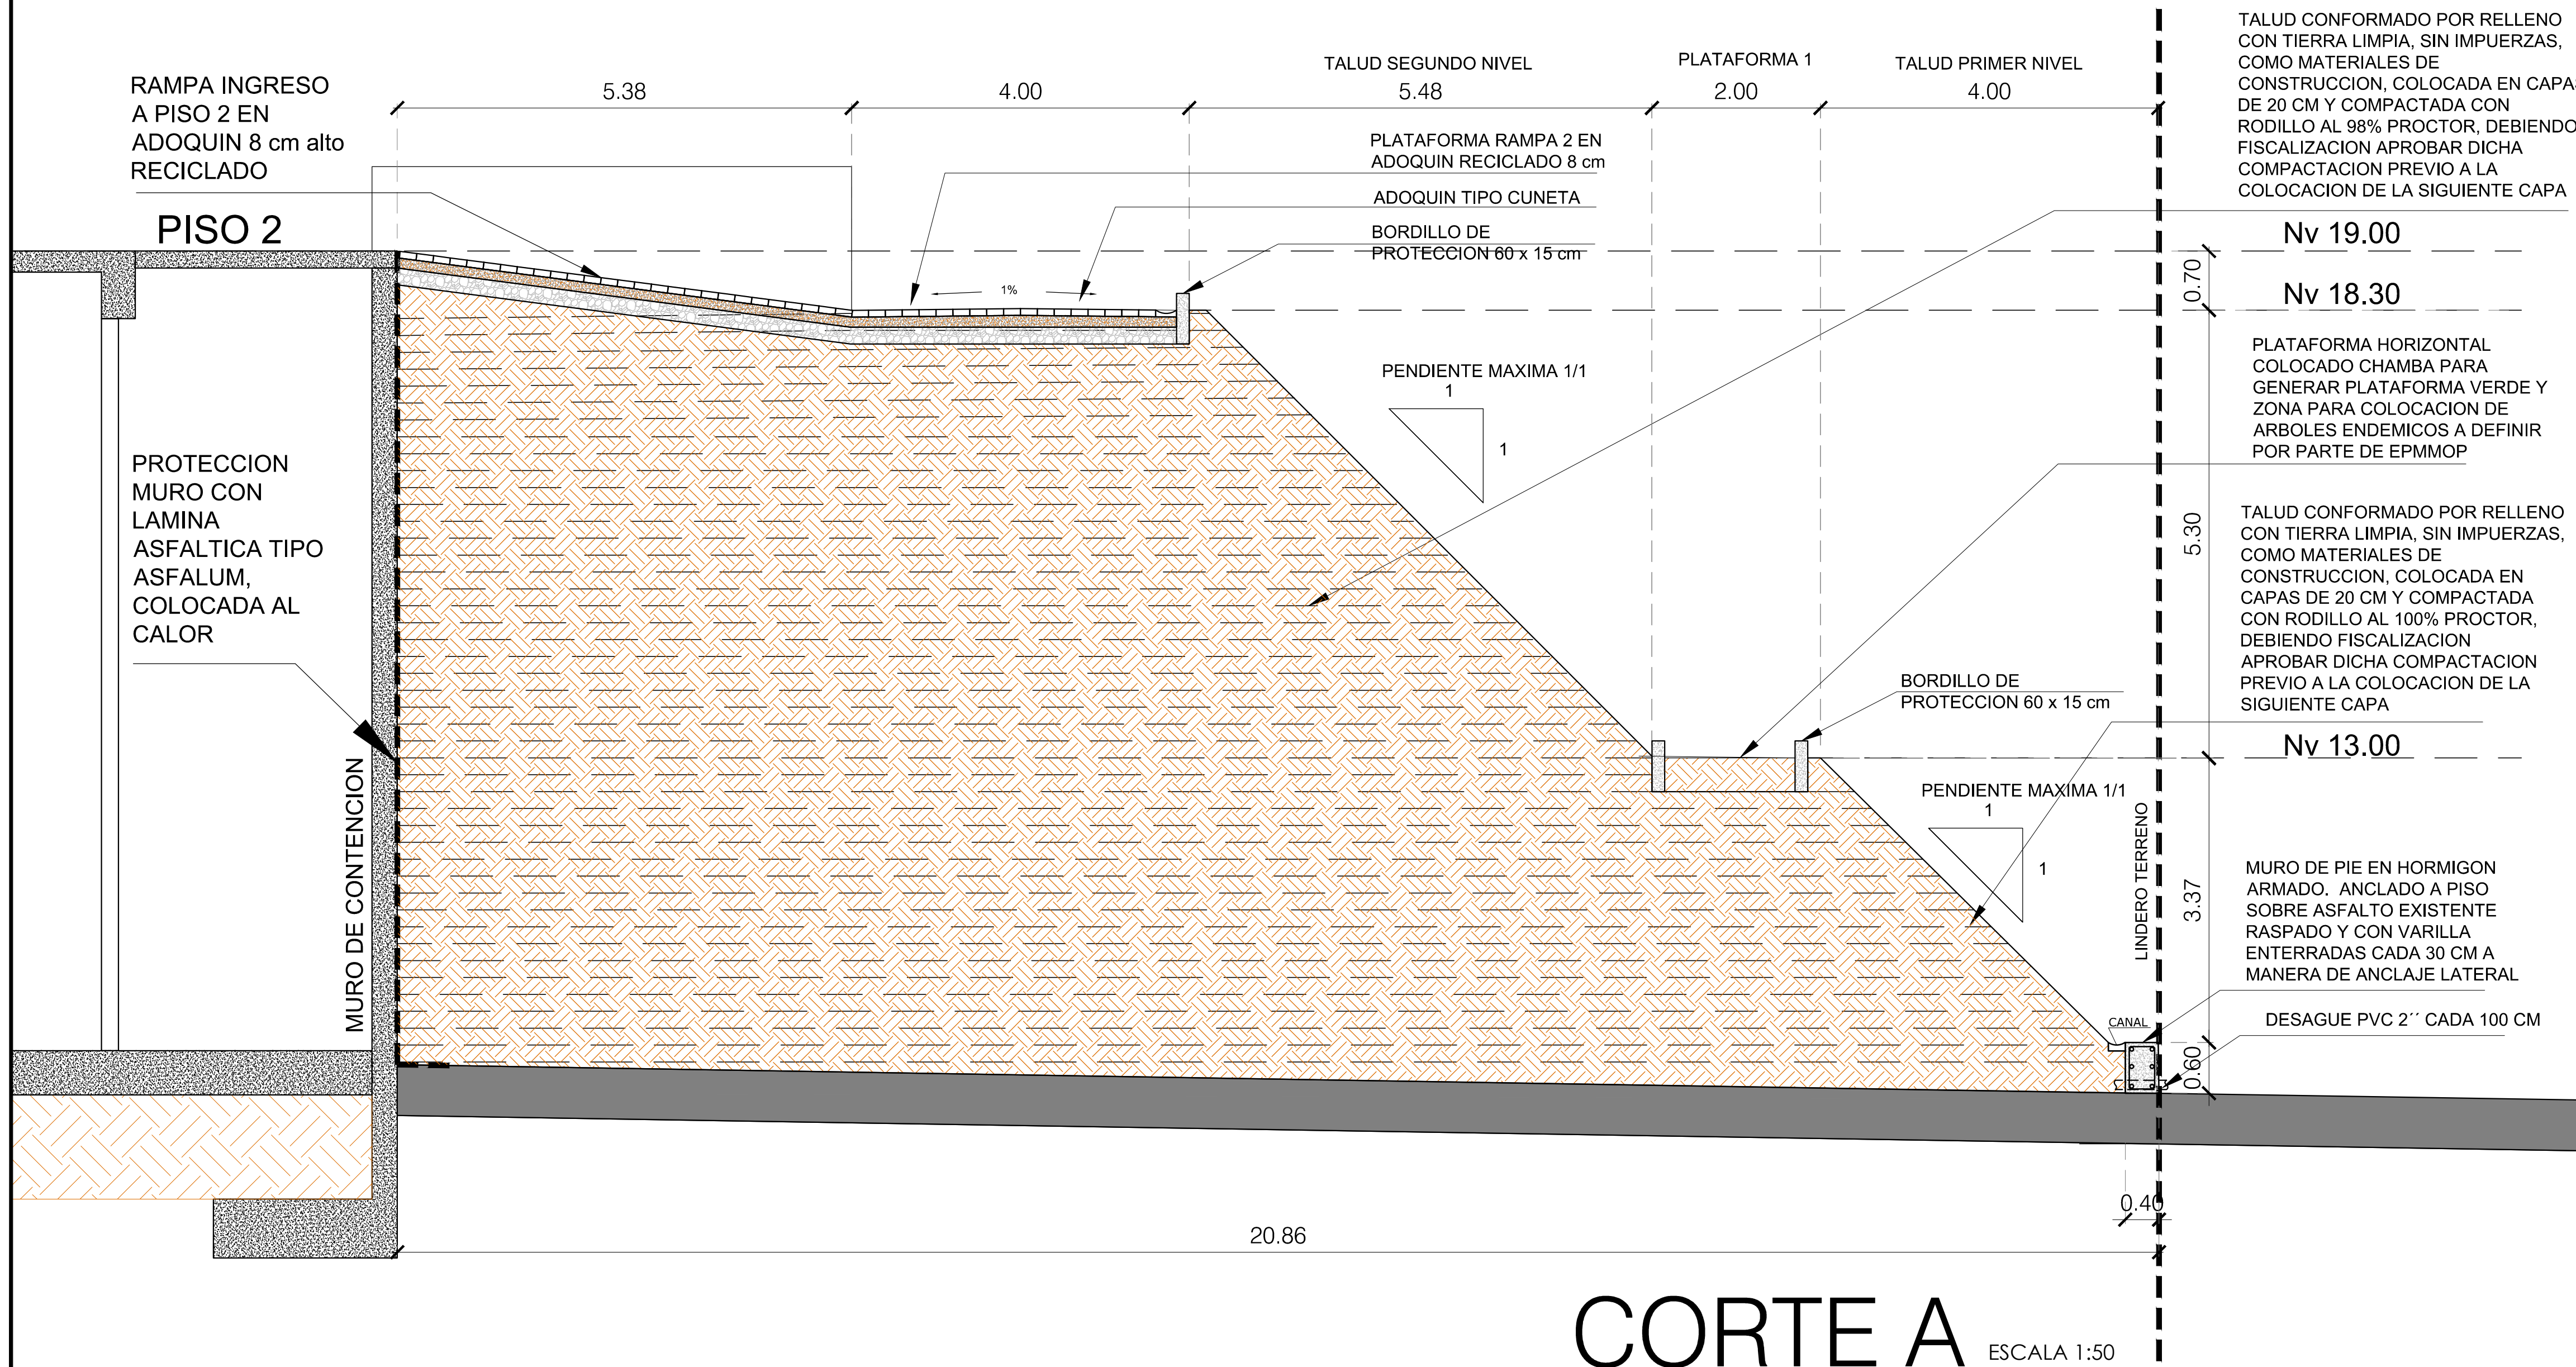 RAMPA INGRESO
A PISO 2 EN
ADOQUIN 8 cm alto
RECICLADO
PISO 2
5.38
4.00
TALUD SEGUNDO NIVEL
5.48
PLATAFORMA 1
2.00
TALUD PRIMER NIVEL
4.00
PLATAFORMA RAMPA 2 EN
ADOQUIN RECICLADO 8 cm
ADOQUIN TIPO CUNETA
BORDILLO DE
PROTECCION 60 x 15 cm
1%
TALUD CONFORMADO POR RELLENO
CON TIERRA LIMPIA, SIN IMPUERZAS,
COMO MATERIALES DE
CONSTRUCCION, COLOCADA EN CAPAS
DE 20 CM Y COMPACTADA CON
RODILLO AL 98% PROCTOR, DEBIENDO
FISCALIZACION APROBAR DICHA
COMPACTACION PREVIO A LA
COLOCACION DE LA SIGUIENTE CAPA
Nv 19.00
0.70
Nv 18.30
PENDIENTE MAXIMA 1/1
1
1
PLATAFORMA HORIZONTAL
COLOCADO CHAMBA PARA
GENERAR PLATAFORMA VERDE Y
ZONA PARA COLOCACION DE
ARBOLES ENDEMICOS A DEFINIR
POR PARTE DE EPMMOP
5.30
PROTECCION
MURO CON
LAMINA
ASFALTICA TIPO
ASFALUM,
COLOCADA AL
CALOR
MURO DE CONTENCION
TALUD CONFORMADO POR RELLENO
CON TIERRA LIMPIA, SIN IMPUERZAS,
COMO MATERIALES DE
CONSTRUCCION, COLOCADA EN
CAPAS DE 20 CM Y COMPACTADA
CON RODILLO AL 100% PROCTOR,
DEBIENDO FISCALIZACION
APROBAR DICHA COMPACTACION
PREVIO A LA COLOCACION DE LA
SIGUIENTE CAPA
BORDILLO DE
PROTECCION 60 x 15 cm
Nv 13.00
PENDIENTE MAXIMA 1/1
1
1
LINDERO TERRENO
3.37
MURO DE PIE EN HORMIGON
ARMADO. ANCLADO A PISO
SOBRE ASFALTO EXISTENTE
RASPADO Y CON VARILLA
ENTERRADAS CADA 30 CM A
MANERA DE ANCLAJE LATERAL
CANAL
DESAGUE PVC 2´´ CADA 100 CM
0.60
0.40
20.86
CORTE A
ESCALA 1:50